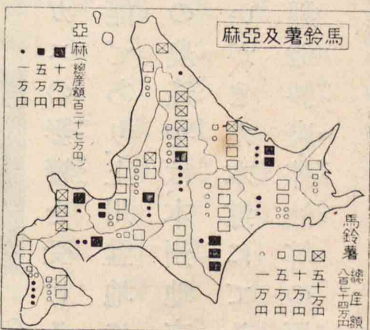 馬鈴薯及亞麻
馬鈴薯 總産額 八百七十四万円
五十万円
十万円
五万円
一万円
亞麻(總産額百二十七万円)
十万円
五万円
一万円